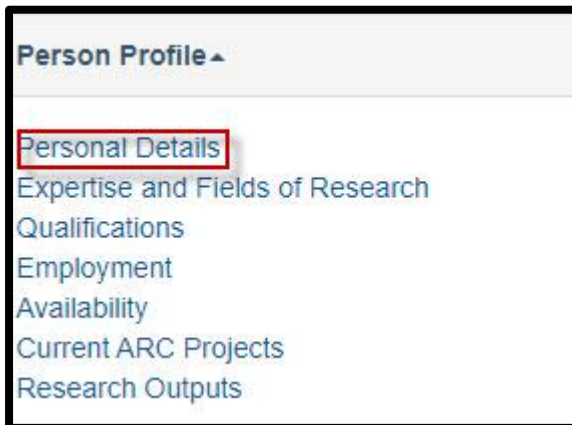 Person Profile
Personal Details
Expertise and Fields of Research
Qualifications
Employment
Availability
Current ARC Projects
Research Outputs